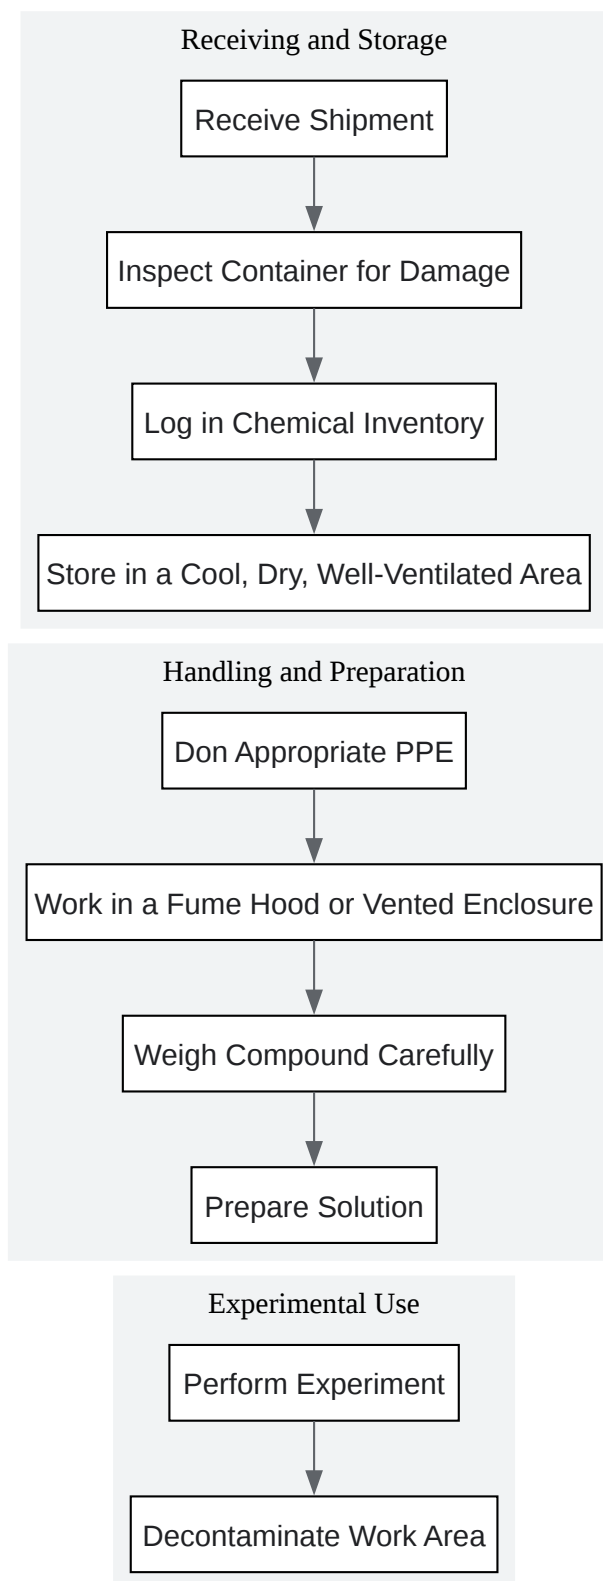 Receiving and Storage
Receive Shipment
Inspect Container for Damage
Log in Chemical Inventory
Store in a Cool, Dry, Well-Ventilated Area
Handling and Preparation
Don Appropriate PPE
Work in a Fume Hood or Vented Enclosure
Weigh Compound Carefully
Prepare Solution
Experimental Use
Perform Experiment
Decontaminate Work Area